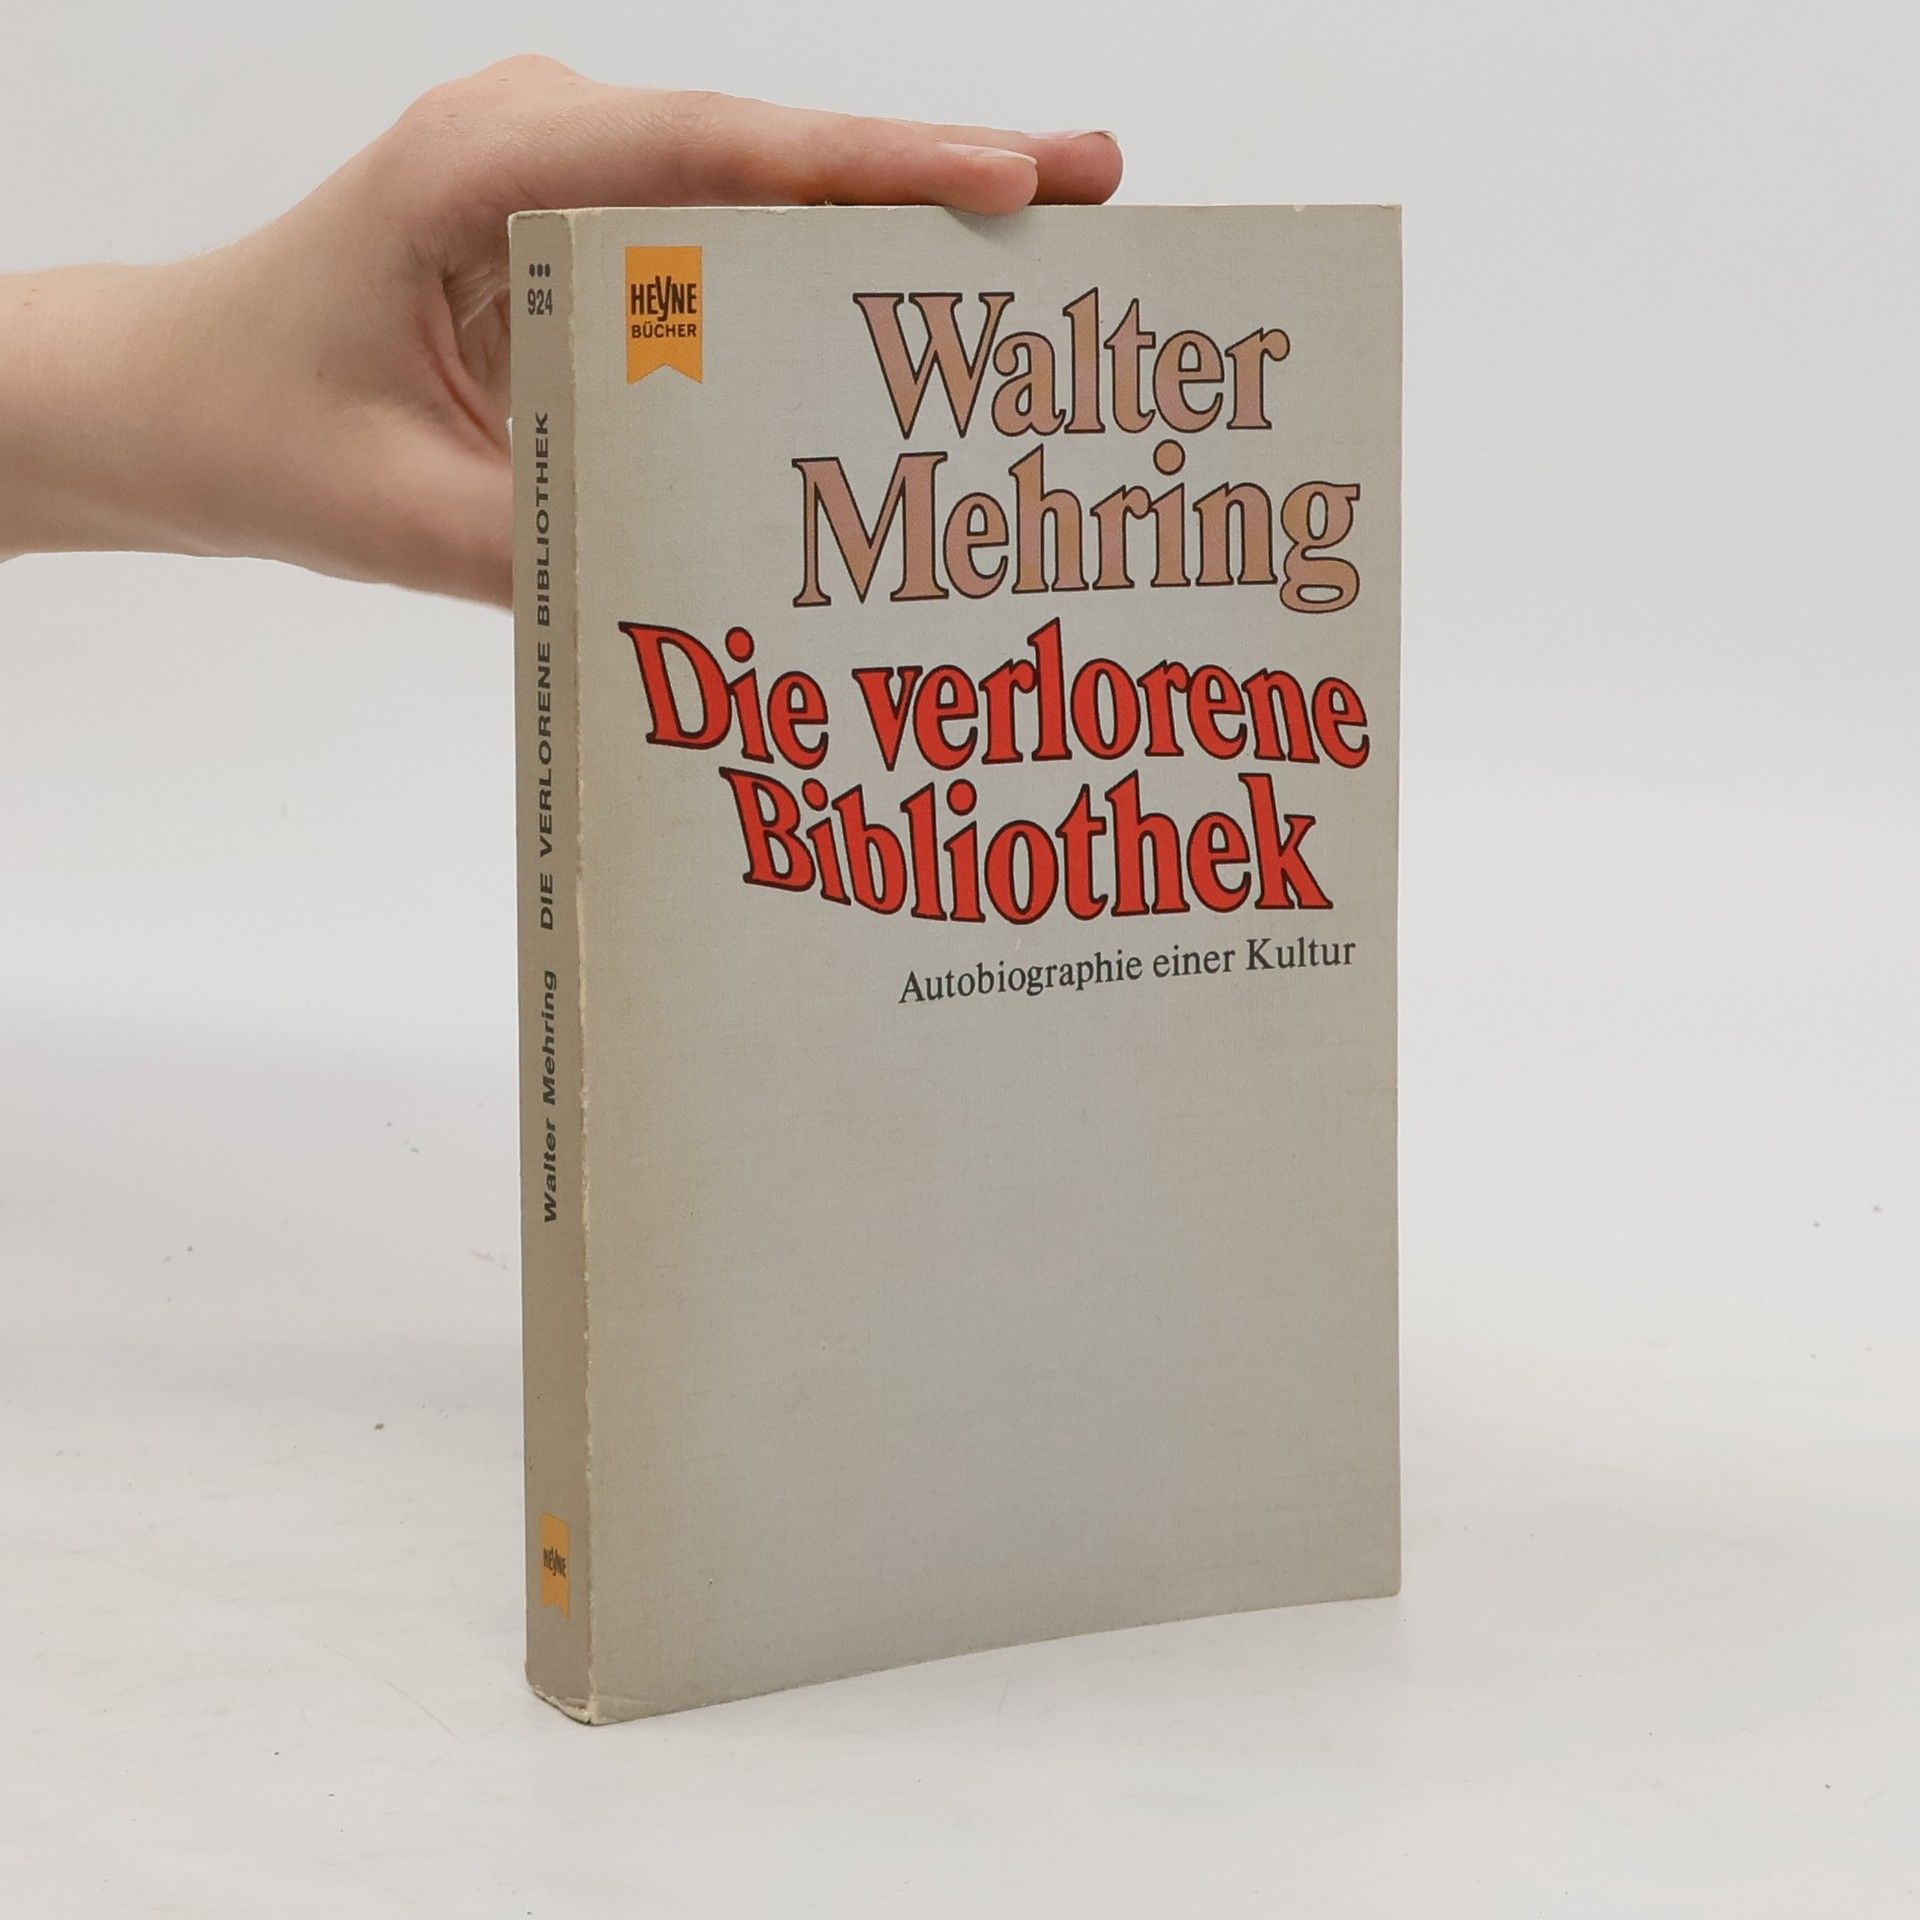 924
Walter Mehring DIE VERLORENE BIBLIOTHEK
HEYNE
HEYNE
BÜCHER
Walter
Mehring
Die verlorene
Bibliothek
Autobiographie einer Kultur